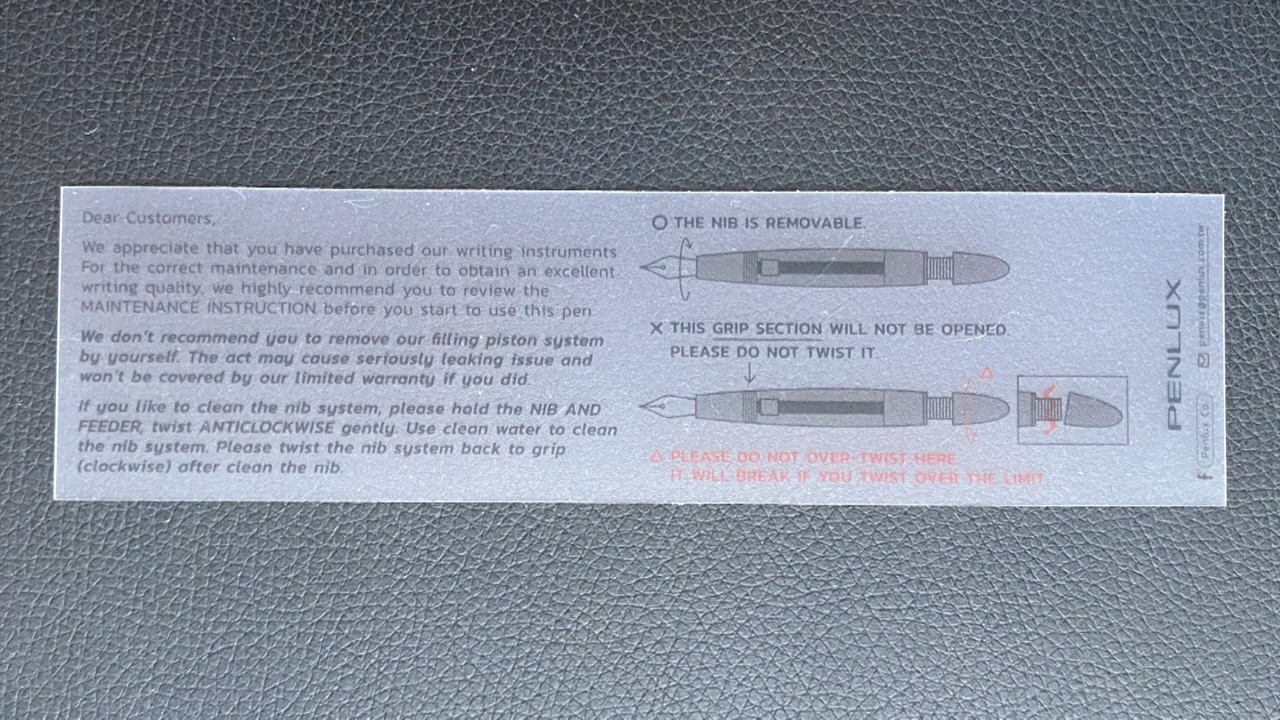 Dear Customers,
We appreciate that you have purchased our writing instruments
For the correct maintenance and in order to obtain an excellent
writing quality, we highly recommend you to review the
MAINTENANCE INSTRUCTION before you start to use this pen.
We don't recommend you to remove our filling piston system
by yourself. The act may cause seriously leaking issue and
won't be covered by our limited warranty if you did.
If you like to clean the nib system, please hold the NIB AND
FEEDER, twist ANTICLOCKWISE gently. Use clean water to clean
the nib system. Please twist the nib system back to grip
(clockwise) after clean the nib.
O THE NIB IS REMOVABLE.
X THIS GRIP SECTION WILL NOT BE OPENED.
PLEASE DO NOT TWIST IT.
PLEASE DO NOT OVER-TWIST HERE
IT WILL BREAK IF YOU TWIST OVER THE LIMIT
PENLUX
f Penlux Co.